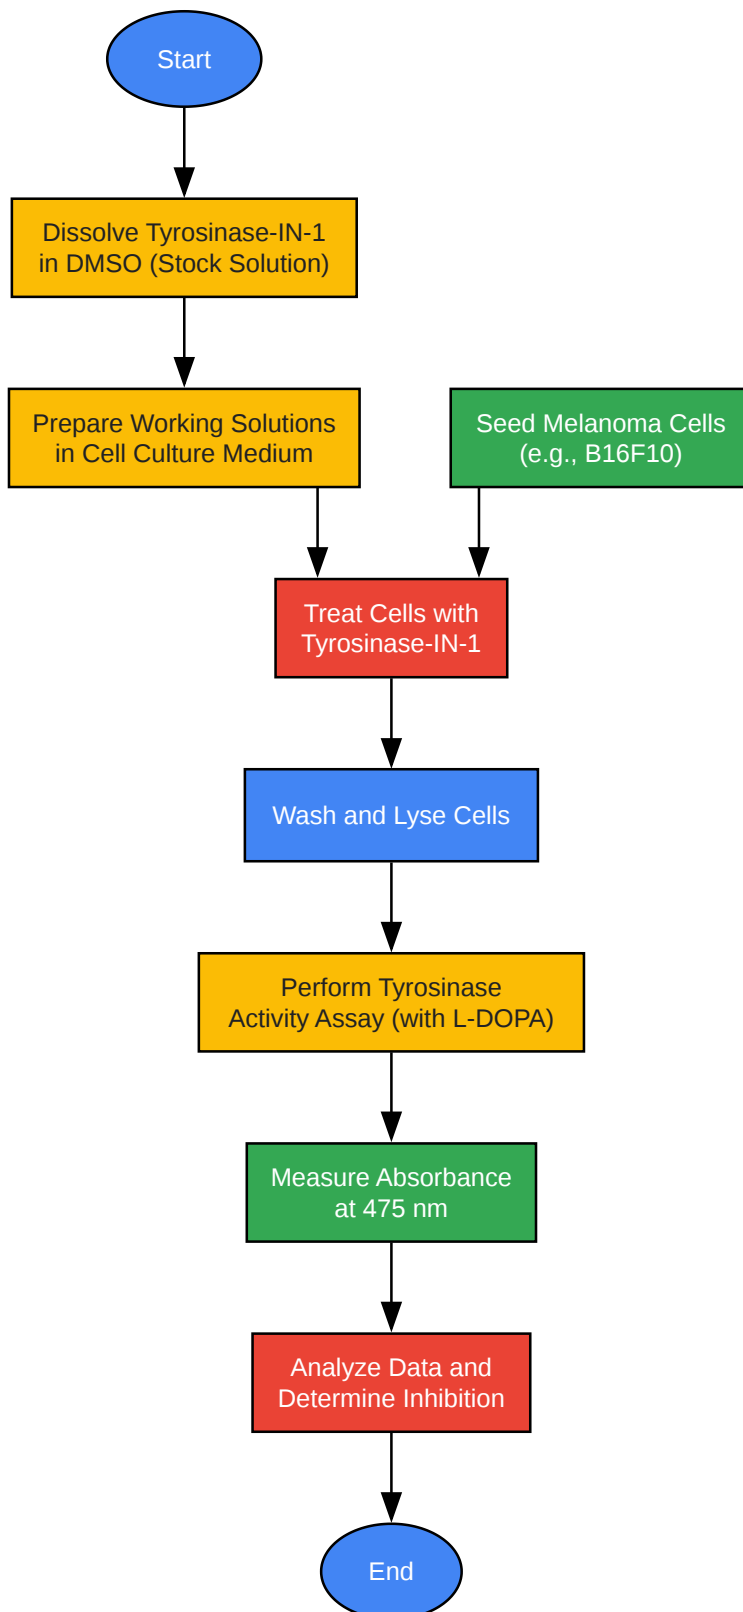 Start
Dissolve Tyrosinase-IN-1
in DMSO (Stock Solution)
Prepare Working Solutions
in Cell Culture Medium
Seed Melanoma Cells
(e.g., B16F10)
Treat Cells with
Tyrosinase-IN-1
Wash and Lyse Cells
Perform Tyrosinase
Activity Assay (with L-DOPA)
Measure Absorbance
at 475 nm
Analyze Data and
Determine Inhibition
End